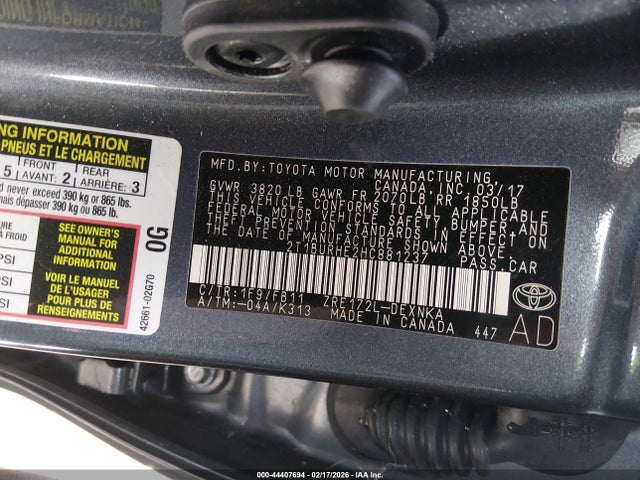 NG INFORMATION
PNEUS ET LE CHARGEMENT
5 FRONT 2 REAR 3
AVANT : ARRIÈRE:
never exceed 390 kg or 865 lbs.
dépasser 390 kg or 865 lb.
SEE OWNER'S
MANUAL FOR
ADDITIONAL
INFORMATION
VOIR LE MANUEL
DE L'USAGER
POUR PLUS DE
RENSEIGNEMENTS
PSI
PSI
0G
42661-02G70
MFD.BY:TOYOTA MOTOR MANUFACTURING,
CANADA,INC. 03/17
GVWR 3820 LB GAWR FR 2070LB RR 1850LB
THIS VEHICLE CONFORMS TO ALL APPLICABLE
FEDERAL MOTOR VEHICLE SAFETY, BUMPER AND
THEFT PREVENTION STANDARDS IN EFFECT ON
THE DATE OF MANUFACTURE SHOWN ABOVE.
2T1BURHE2HC881237 PASS.CAR
C/TR:1F9/FB11 ZRE172L-DEXNKA
A/TM:-04A/K313 MADE IN CANADA 447
TOYOTA
AD
000-44407694 - 02/17/2026 - IAA Inc.